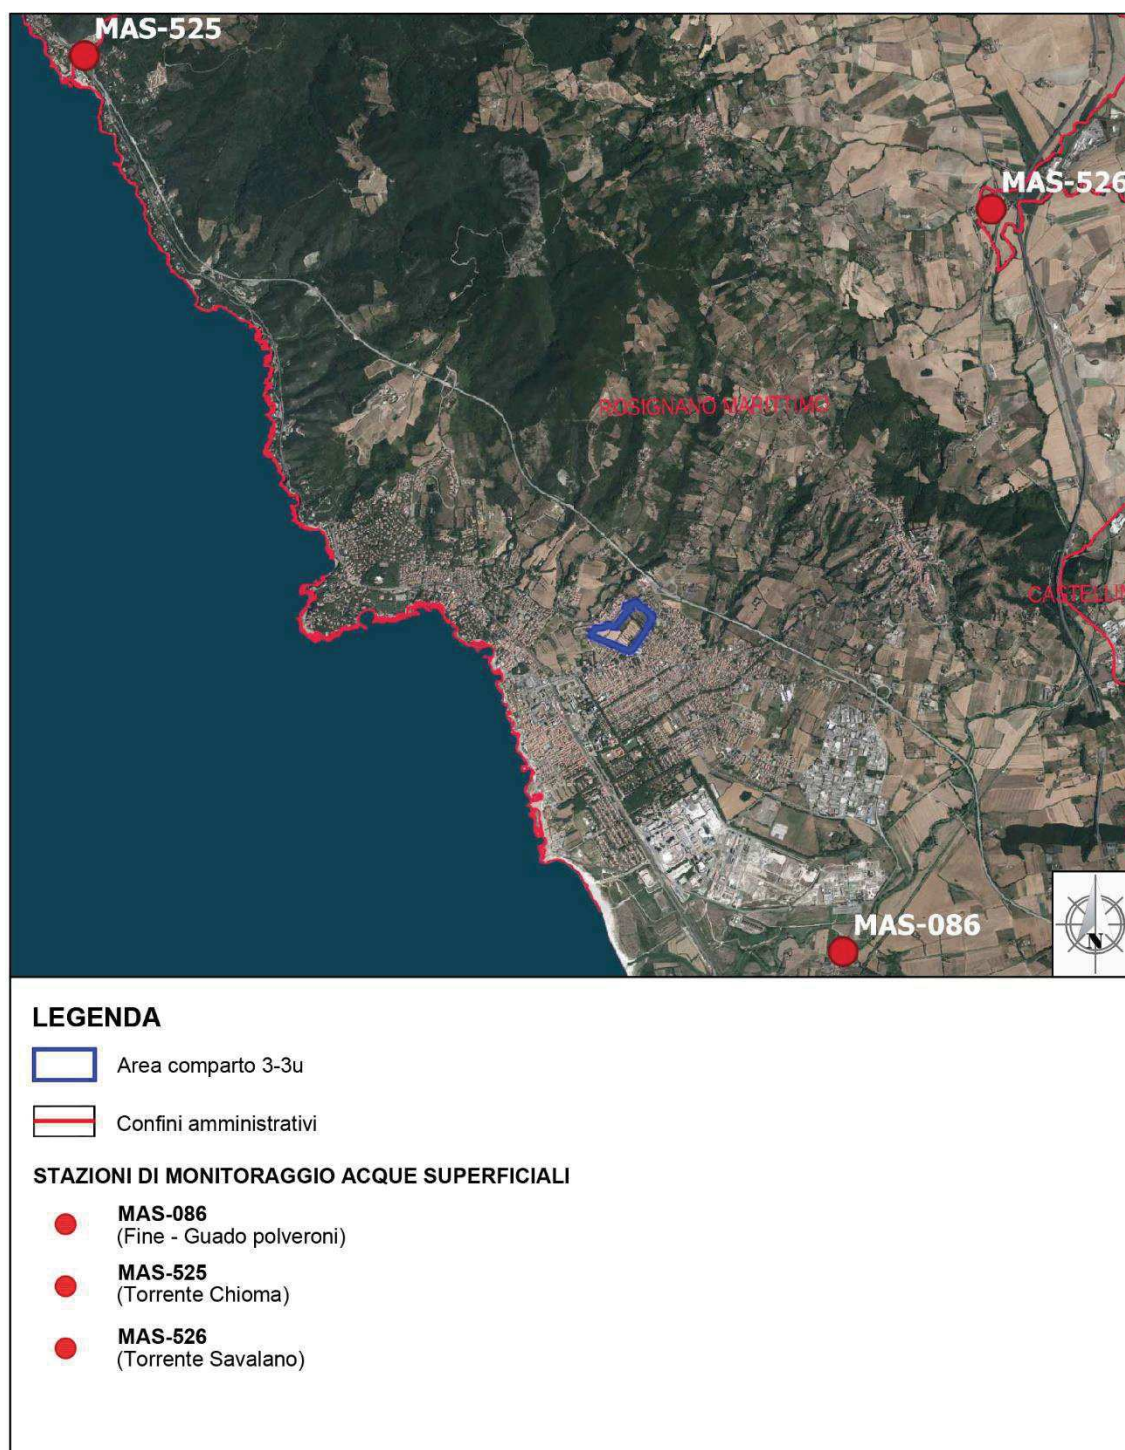 MAS-525
MAS-526
ROSIGNANO MARITTIMO
CASTELLIN
MAS-086
N
LEGENDA
Area comparto 3-3u
Confini amministrativi
STAZIONI DI MONITORAGGIO ACQUE SUPERFICIALI
MAS-086
(Fine - Guado polveroni)
MAS-525
(Torrente Chioma)
MAS-526
(Torrente Savalano)